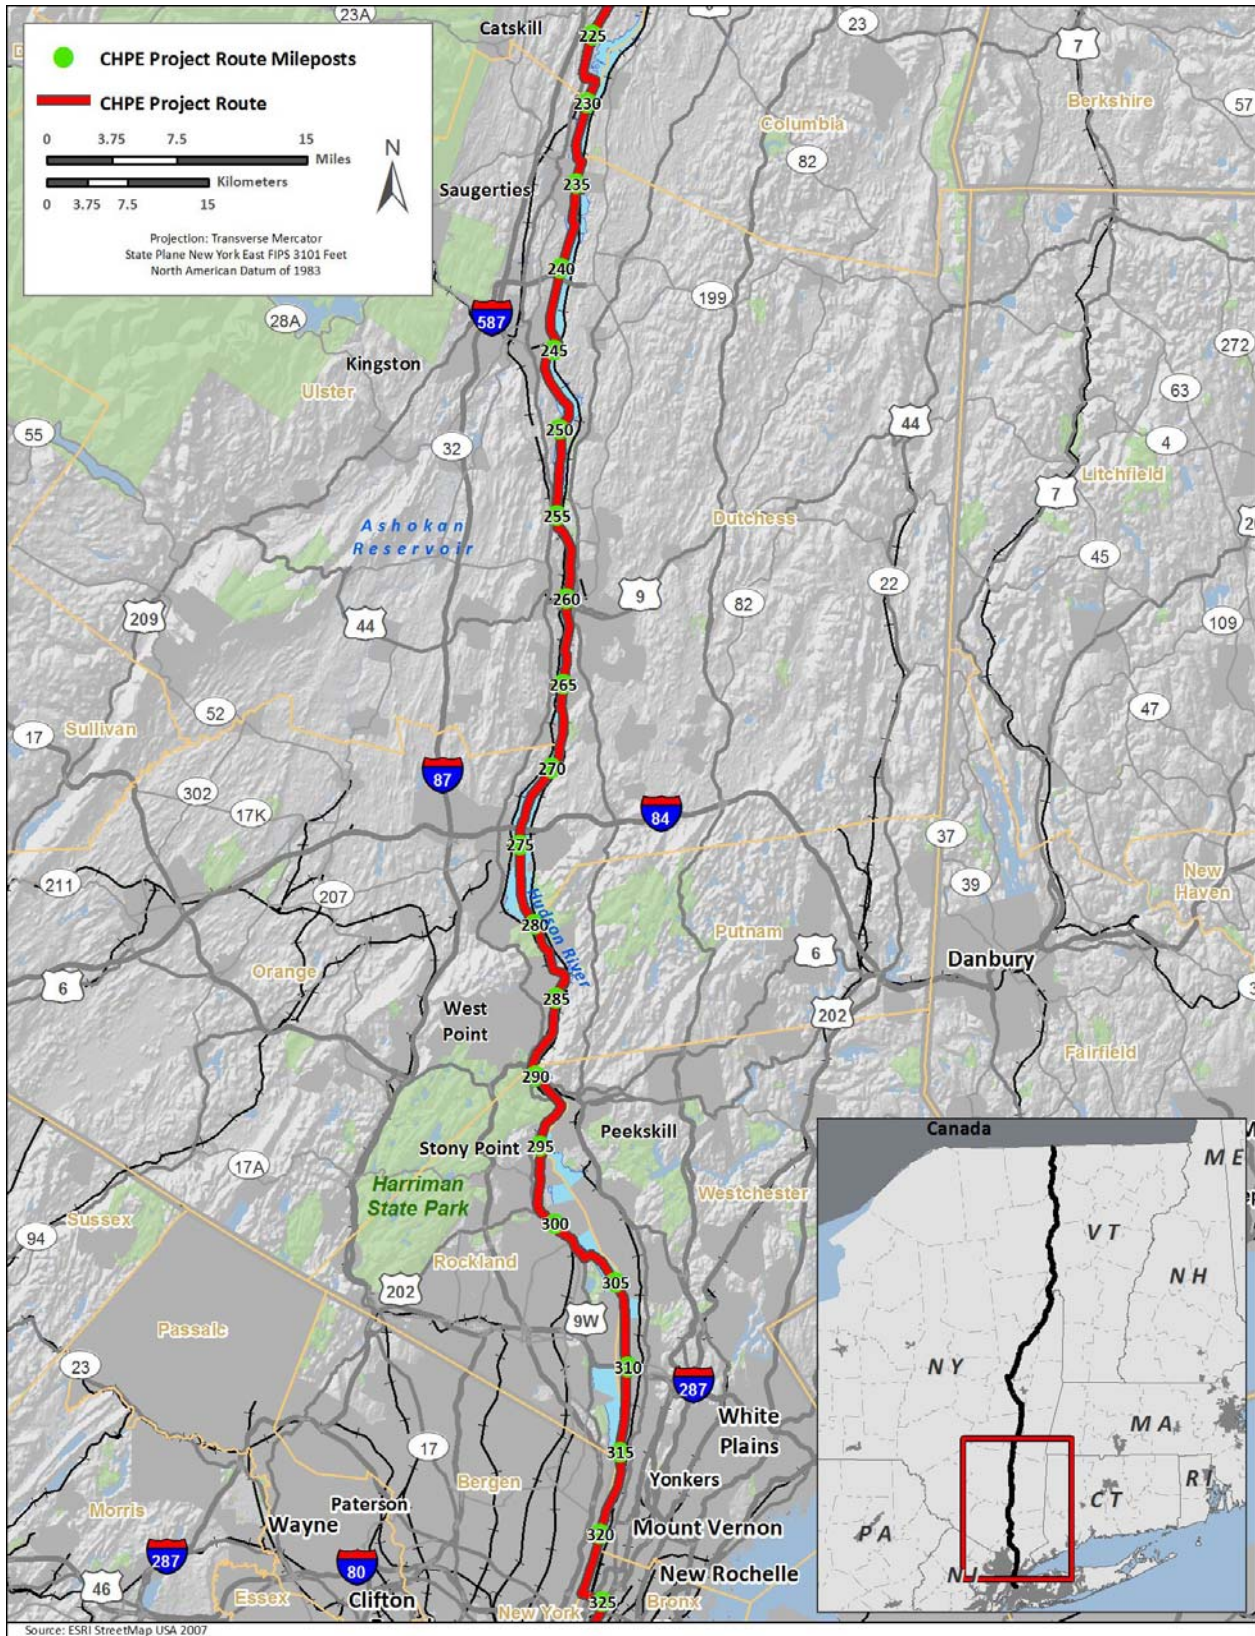 23A
Catskill
225
23
7
CHPE Project Route Mileposts
CHPE Project Route
0 3.75 7.5 15
Miles
Kilometers
0 3.75 7.5 15
N
Projection: Transverse Mercator
State Plane New York East FIPS 3101 Feet
North American Datum of 1983
230
Berkshire
57
Columbia
82
Saugerties
235
240
199
28A
587
Kingston
245
272
Ulster
63
55
32
250
44
4
Litchfield
7
255
Dutchess
Ashokan
Reservoir
45
22
209
44
260
9
82
109
265
52
47
Sullivan
17
270
87
302
17K
84
275
37
211
207
39
New
Haven
Hudson River
280
Putnam
6
Danbury
Orange
6
285
West
Point
202
Fairfield
290
Peekskill
Stony Point
295
17A
Harriman
State Park
Westchester
Sussex
94
300
Rockland
305
202
9W
Passaic
23
310
287
White
Plains
17
315
Bergen
Yonkers
Morris
Paterson
Wayne
320
Mount Vernon
287
80
New Rochelle
46
Essex
Clifton
New York
325
Bronx
Canada
ME
VT
NH
NY
MA
RI
CT
PA
NJ
Source: ESRI StreetMap USA 2007